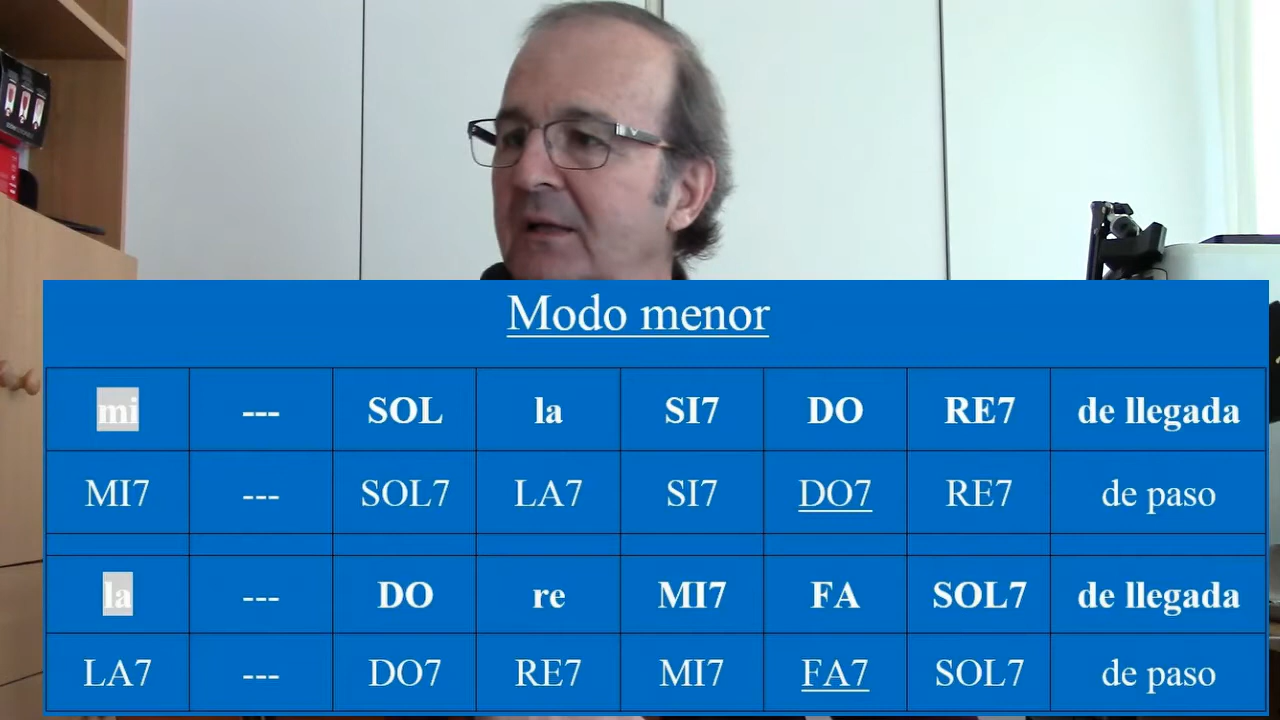 Modo menor
mi --- SOL la SI7 DO RE7 de llegada
MI7 --- SOL7 LA7 SI7 DO7 RE7 de paso
la --- DO re MI7 FA SOL7 de llegada
LA7 --- DO7 RE7 MI7 FA7 SOL7 de paso